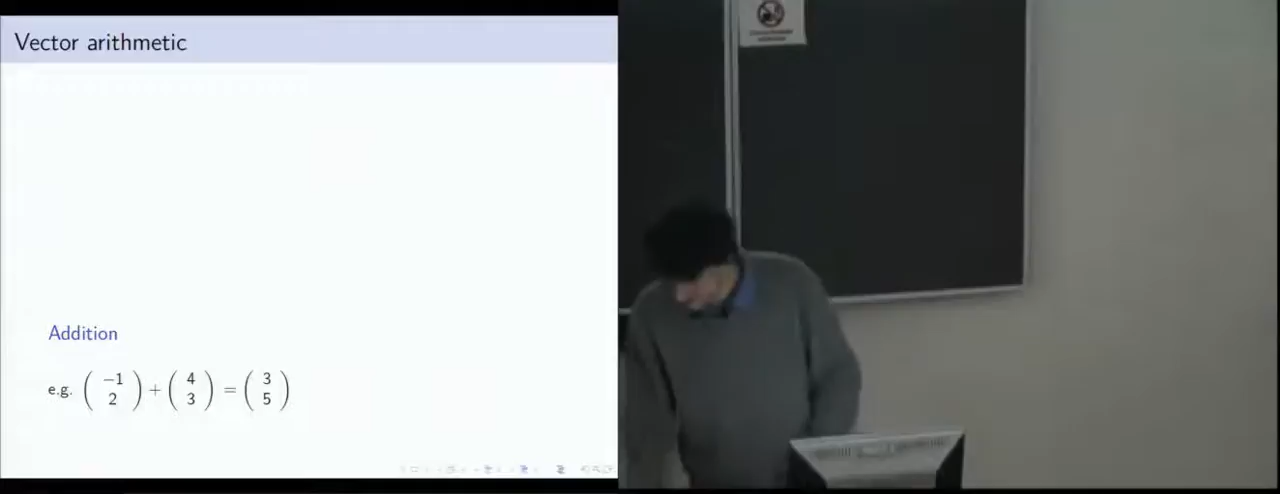 Vector arithmetic
Addition
e.g. ( −1 2 ) + ( 4 3 ) = ( 3 5 )